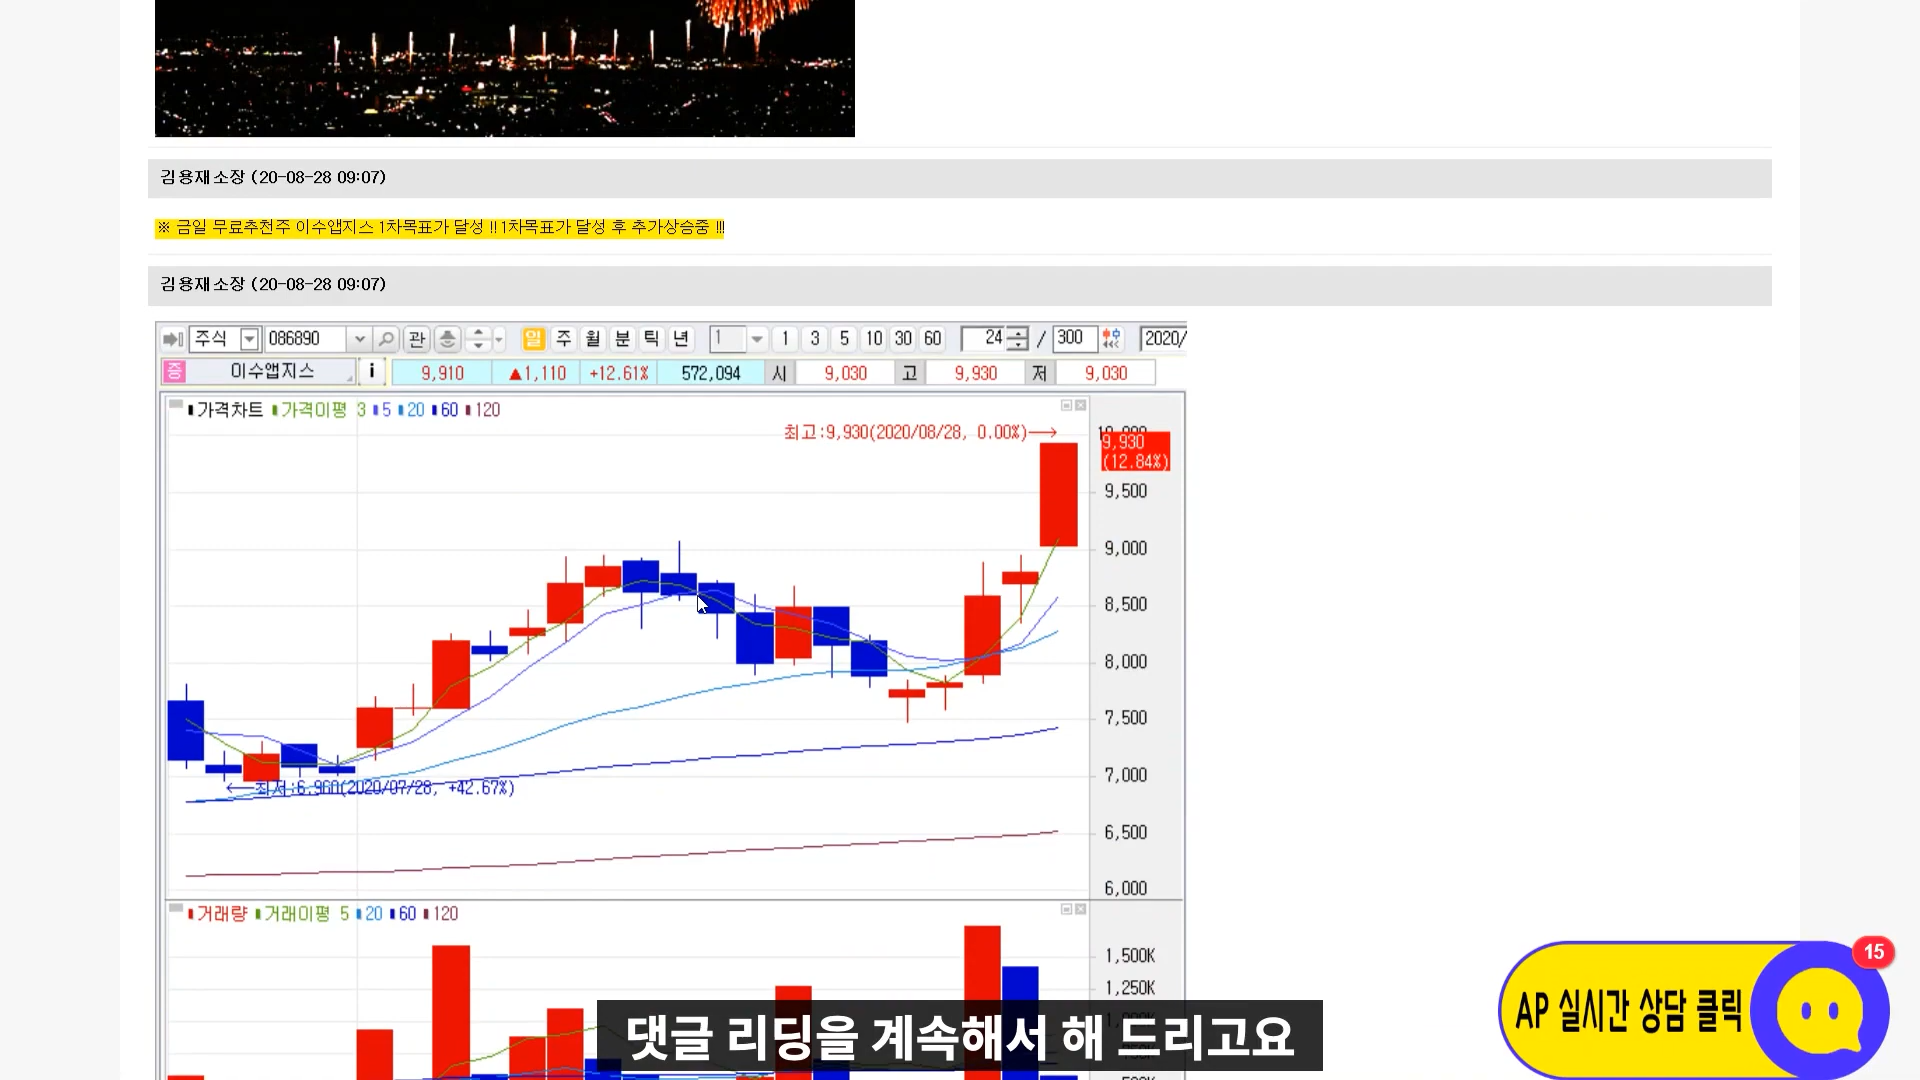 김용재소장 (20-08-28 09:07)
※ 금일 무료추천주 이수앱지스 1차목표가 달성 !! 1차목표가 달성 후 추가상승중 !!!
김용재소장 (20-08-28 09:07)
주식 086890 관 일 주 월 분 틱 년 1 1 3 5 10 30 60 24 / 300 2020/
증 이수앱지스 i 9,910 ▲1,110 +12.61% 572,094 시 9,030 고 9,930 저 9,030
가격차트 가격이평 3 5 20 60 120
최고:9,930(2020/08/28, 0.00%)→
9,930
(12.84%)
9,500
9,000
8,500
8,000
7,500
7,000
←최저:6,960(2020/07/28, +42.67%)
6,500
6,000
거래량 거래이평 5 20 60 120
1,500K
1,250K
댓글 리딩을 계속해서 해 드리고요
AP 실시간 상담 클릭
15